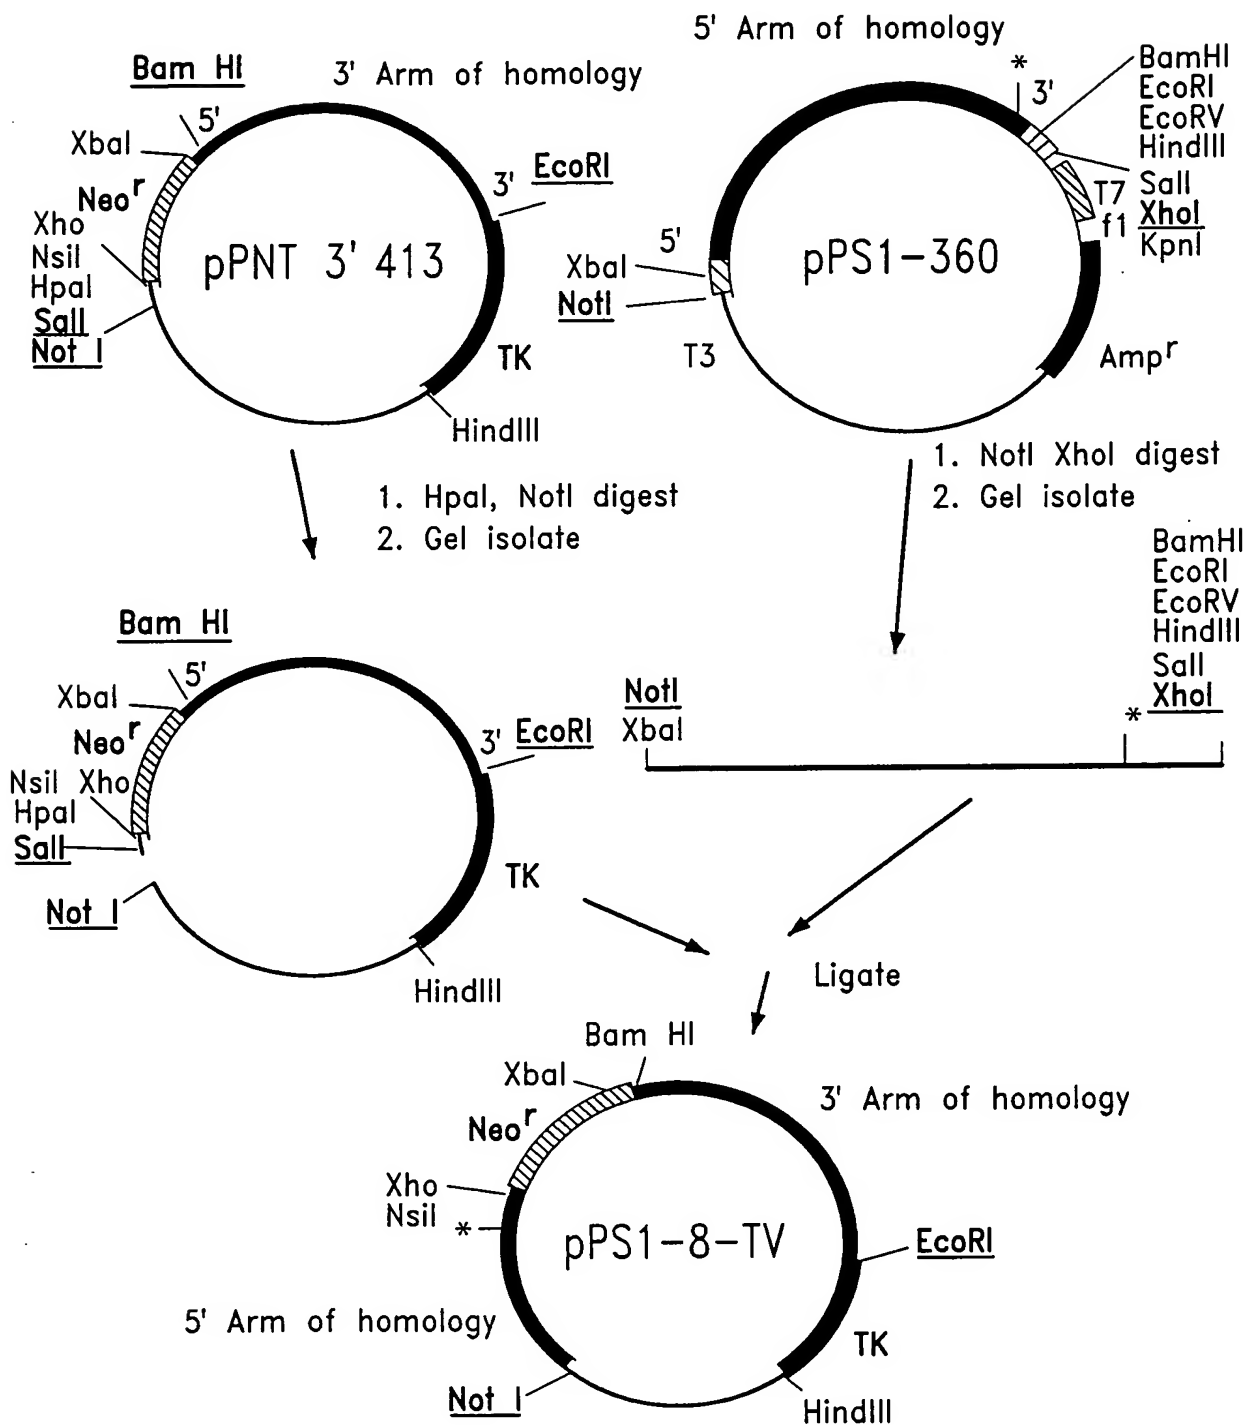 Bam HI
3' Arm of homology
5'
XbaI
Neo^r
Xho
NsiI
HpaI
SalI
Not I
3'
EcoRI
pPNT 3' 413
TK
HindIII
5' Arm of homology
*
3'
BamHI
EcoRI
EcoRV
HindIII
SalI
T7
f1
XhoI
KpnI
5'
XbaI
NotI
T3
pPS1-360
Amp^r
1. HpaI, NotI digest
2. Gel isolate
1. NotI XhoI digest
2. Gel isolate
Bam HI
5'
XbaI
Neo^r
NsiI Xho
HpaI
SalI
Not I
3' EcoRI
TK
HindIII
NotI
XbaI
BamHI
EcoRI
EcoRV
HindIII
SalI
XhoI
*
Ligate
Bam HI
XbaI
3' Arm of homology
Neo^r
Xho
NsiI
*
pPS1-8-TV
EcoRI
5' Arm of homology
TK
Not I
HindIII